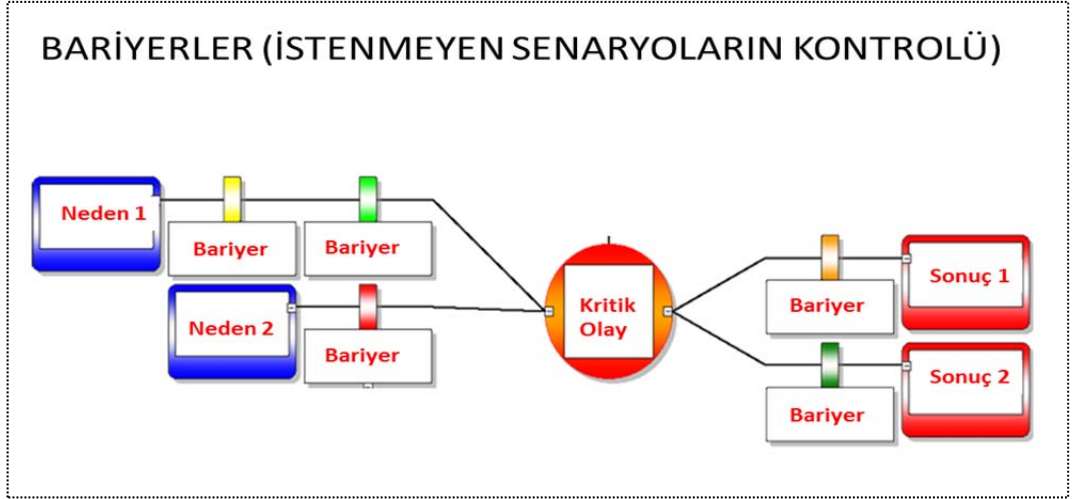 BARİYERLER (İSTENMEYEN SENARYOLARIN KONTROLÜ)
Neden 1
Bariyer
Bariyer
Neden 2
Bariyer
Kritik
Olay
Bariyer
Sonuç 1
Bariyer
Sonuç 2